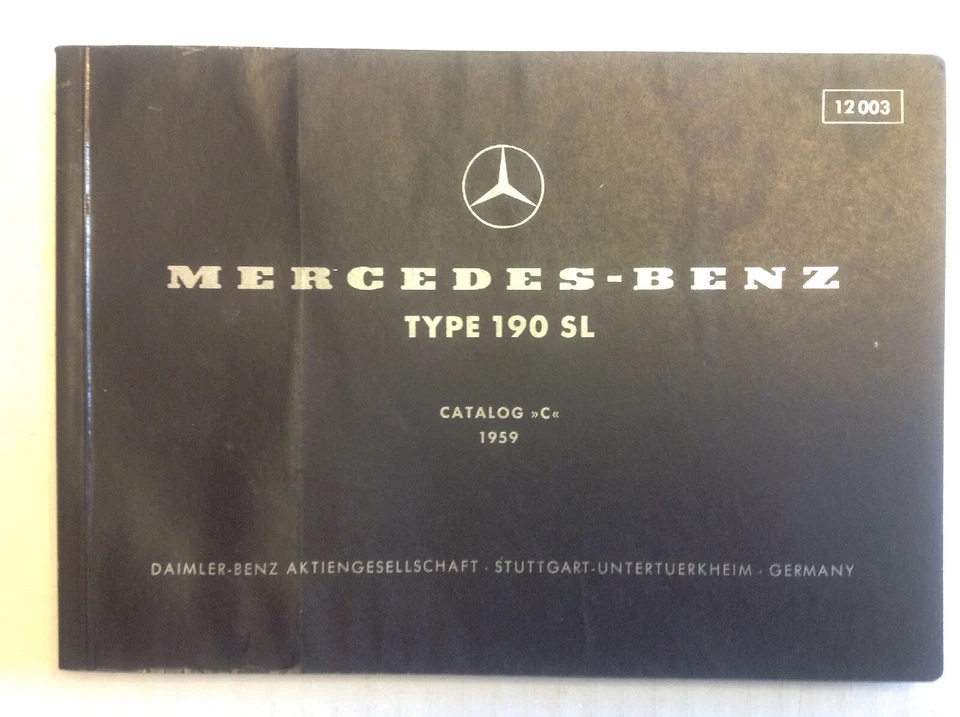 12 003
MERCEDES-BENZ
TYPE 190 SL
CATALOG »C«
1959
DAIMLER-BENZ AKTIENGESELLSCHAFT · STUTTGART-UNTERTUERKHEIM · GERMANY